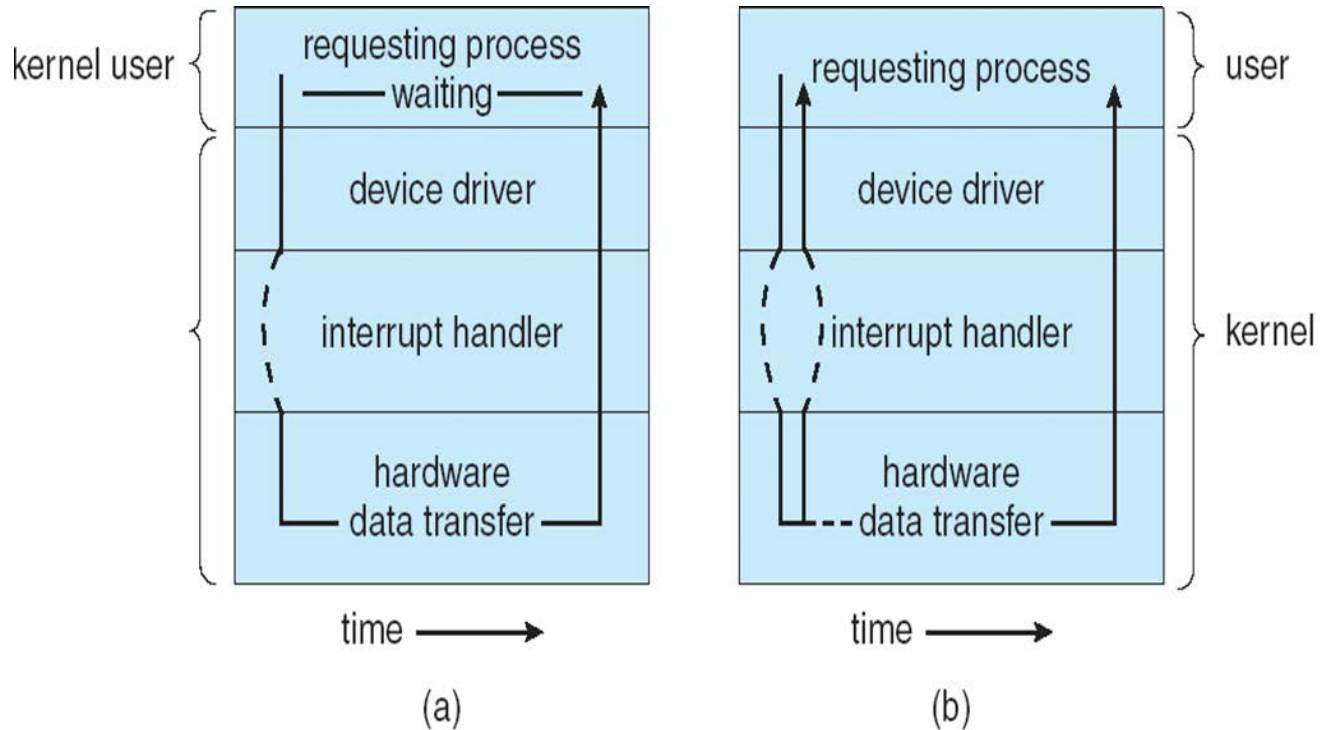 kernel user
requesting process
waiting
device driver
interrupt handler
hardware
data transfer
time
(a)
requesting process
user
device driver
interrupt handler
kernel
hardware
data transfer
time
(b)